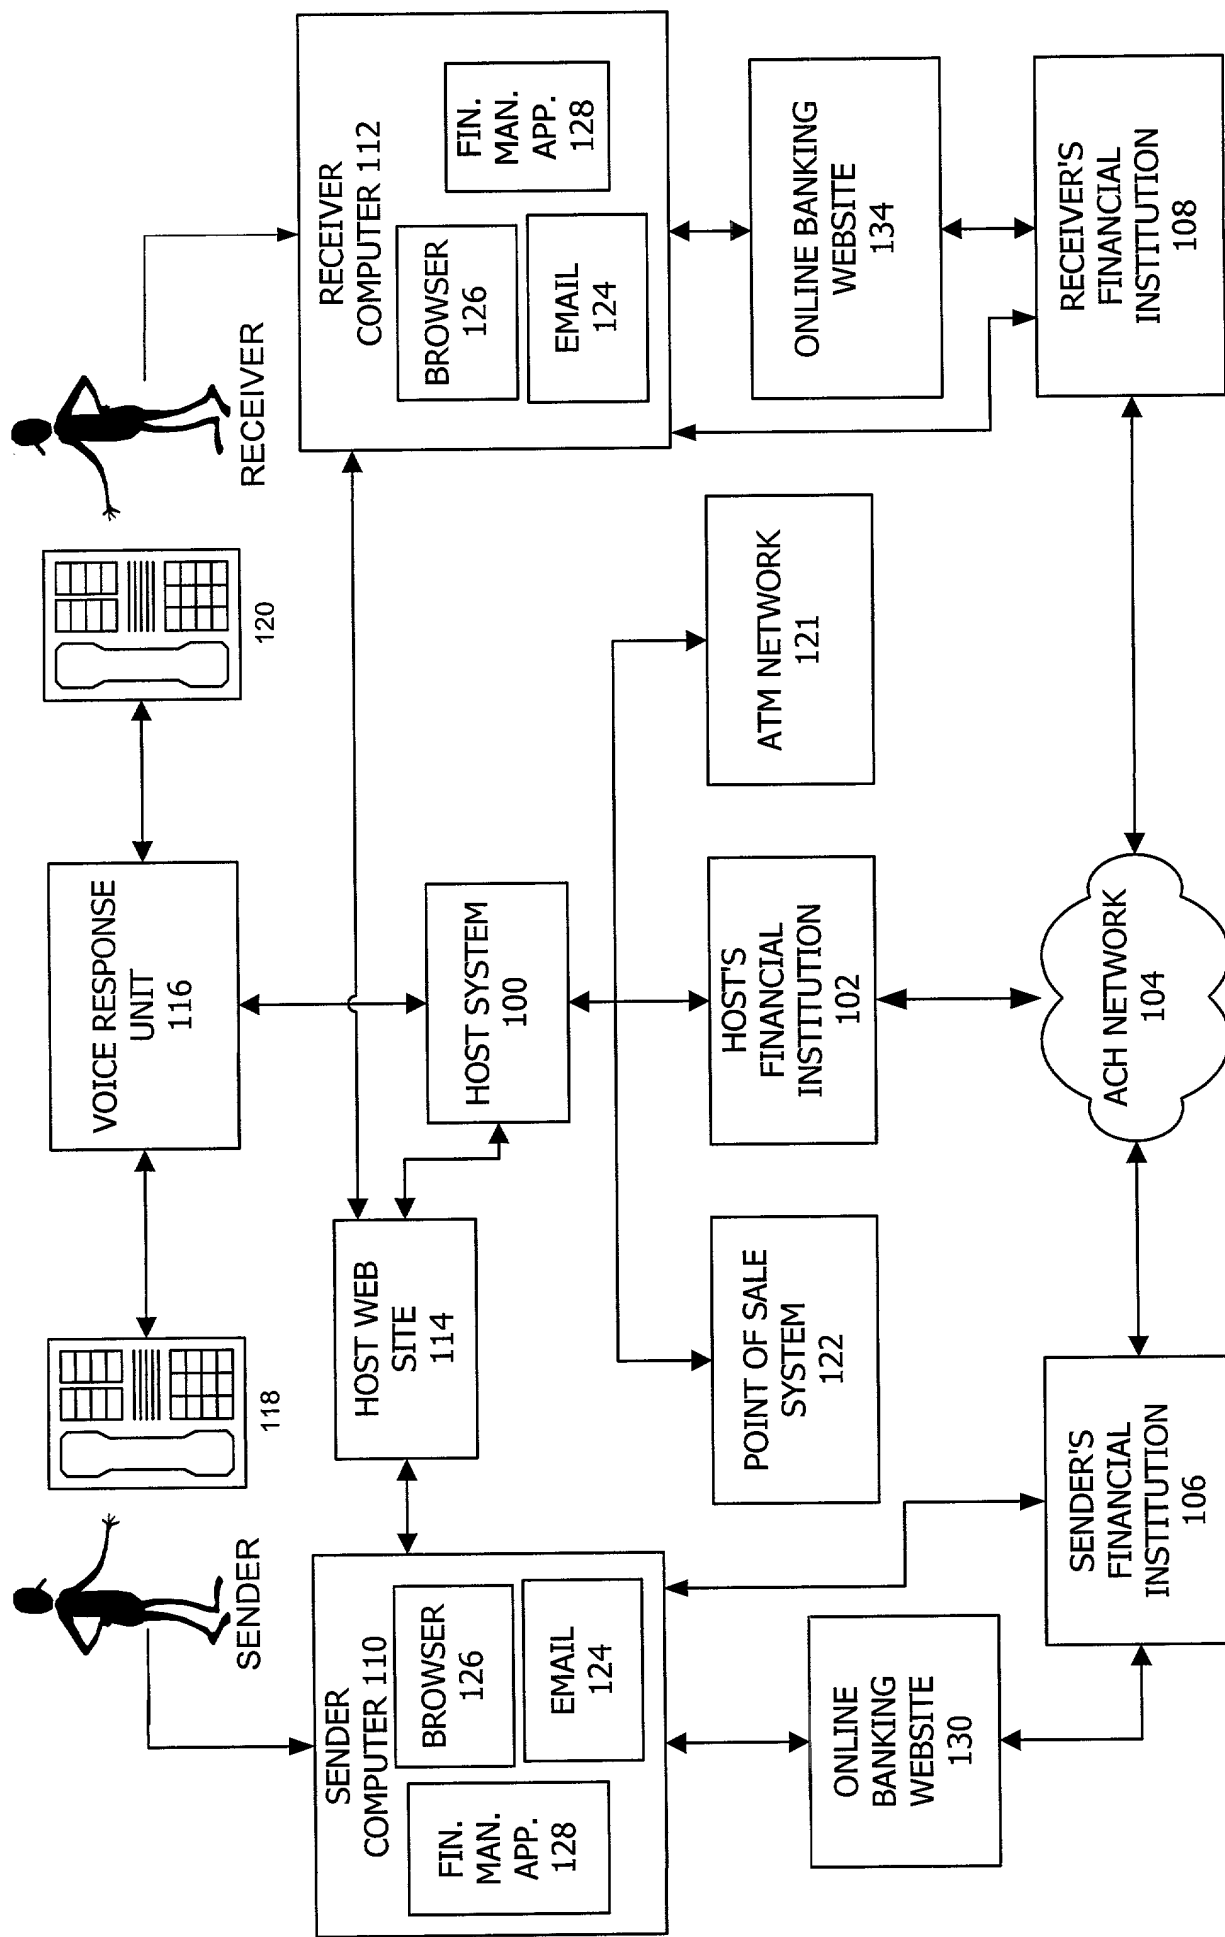 SENDER
118
VOICE RESPONSE
UNIT
116
120
RECEIVER
SENDER
COMPUTER 110
FIN.
MAN.
APP.
128
BROWSER
126
EMAIL
124
HOST WEB
SITE
114
HOST SYSTEM
100
RECEIVER
COMPUTER 112
BROWSER
126
EMAIL
124
FIN.
MAN.
APP.
128
ONLINE
BANKING
WEBSITE
130
POINT OF SALE
SYSTEM
122
HOST'S
FINANCIAL
INSTITUTION
102
ATM NETWORK
121
ONLINE BANKING
WEBSITE
134
SENDER'S
FINANCIAL
INSTITUTION
106
ACH NETWORK
104
RECEIVER'S
FINANCIAL
INSTITUTION
108